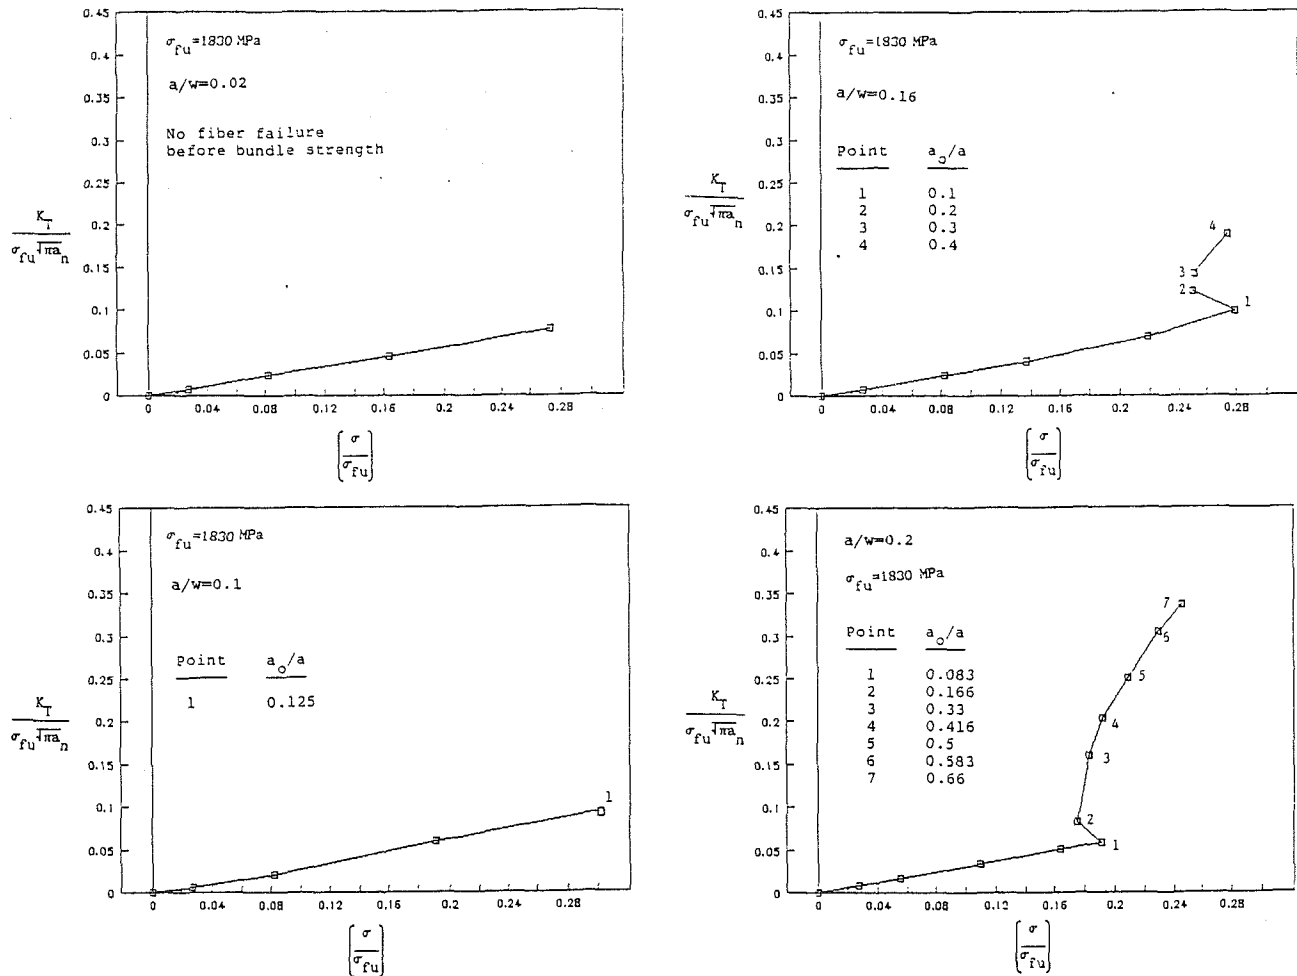 0.45
0.4
0.35
0.3
0.25
0.2
0.15
0.1
0.05
0
σfu=1830 MPa
a/w=0.02
No fiber failure
before bundle strength
KT
σfu√πan
0 0.04 0.08 0.12 0.16 0.2 0.24 0.28
σ
σfu
0.45
0.4
0.35
0.3
0.25
0.2
0.15
0.1
0.05
0
σfu=1830 MPa
a/w=0.16
Point ao/a
1 0.1
2 0.2
3 0.3
4 0.4
4
3
2
1
KT
σfu√πan
0 0.04 0.08 0.12 0.16 0.2 0.24 0.28
σ
σfu
0.45
0.4
0.35
0.3
0.25
0.2
0.15
0.1
0.05
0
σfu=1830 MPa
a/w=0.1
Point ao/a
1 0.125
1
KT
σfu√πan
0 0.04 0.08 0.12 0.16 0.2 0.24 0.28
σ
σfu
0.45
0.4
0.35
0.3
0.25
0.2
0.15
0.1
0.05
0
a/w=0.2
σfu=1830 MPa
Point ao/a
1 0.083
2 0.166
3 0.33
4 0.416
5 0.5
6 0.583
7 0.66
7
6
5
4
3
2
1
KT
σfu√πan
0 0.04 0.08 0.12 0.16 0.2 0.24 0.28
σ
σfu